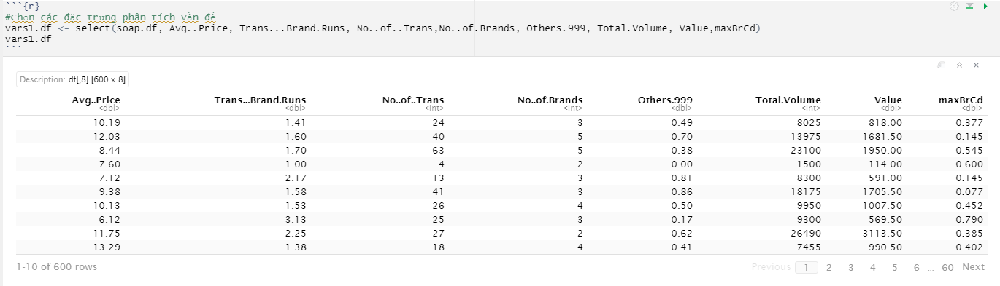 ```{r}
#Chọn các đặc trưng phân tích vấn đề
vars1.df <- select(soap.df, Avg..Price, Trans...Brand.Runs, No..of..Trans,No..of.Brands, Others.999, Total.Volume, Value,maxBrCd)
vars1.df
```
Description: df[,8] [600 x 8]
Avg..Price Trans...Brand.Runs No..of..Trans No..of.Brands Others.999 Total.Volume Value maxBrCd
<dbl> <dbl> <int> <int> <dbl> <int> <dbl> <dbl>
10.19 1.41 24 3 0.49 8025 818.00 0.377
12.03 1.60 40 5 0.70 13975 1681.50 0.145
8.44 1.70 63 5 0.38 23100 1950.00 0.545
7.60 1.00 4 2 0.00 1500 114.00 0.600
7.12 2.17 13 3 0.81 8300 591.00 0.145
9.38 1.58 41 3 0.86 18175 1705.50 0.077
10.13 1.53 26 4 0.50 9950 1007.50 0.452
6.12 3.13 25 3 0.17 9300 569.50 0.790
11.75 2.25 27 2 0.62 26490 3113.50 0.385
13.29 1.38 18 4 0.41 7455 990.50 0.402
1-10 of 600 rows Previous 1 2 3 4 5 6 ... 60 Next